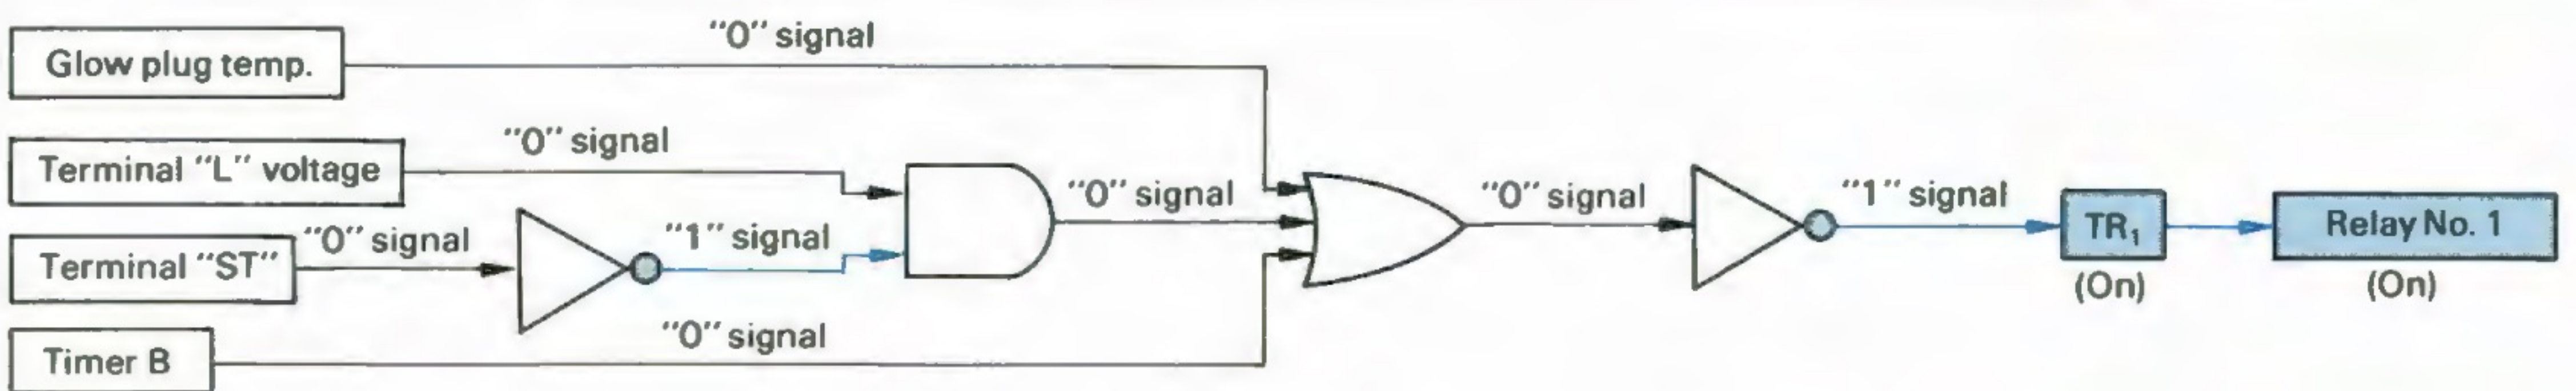 "0" signal
Glow plug temp.
"0" signal
Terminal "L" voltage
"0" signal
"0" signal
"1" signal
TR₁
Relay No. 1
"0" signal
"1" signal
Terminal "ST"
(On)
(On)
"0" signal
Timer B